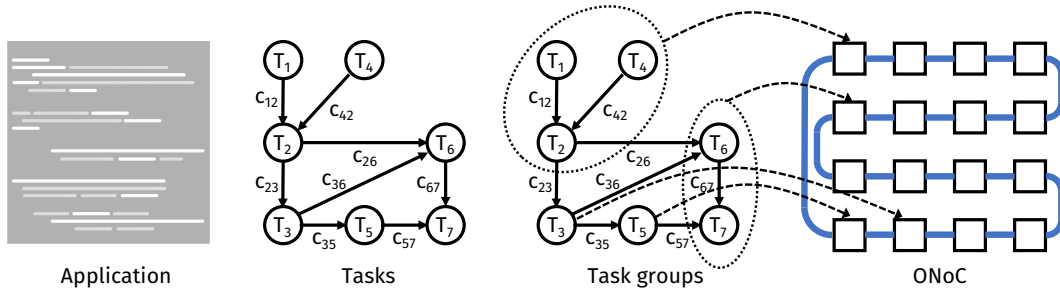 T1 T4 T1 T4
C12 C42 C12 C42
T2 T6 T2 T6
C26 C26
C23 C36 C67 C23 C36 C67
T3 T5 T7 T3 T5 T7
C35 C57 C35 C57
Application Tasks Task groups ONoC